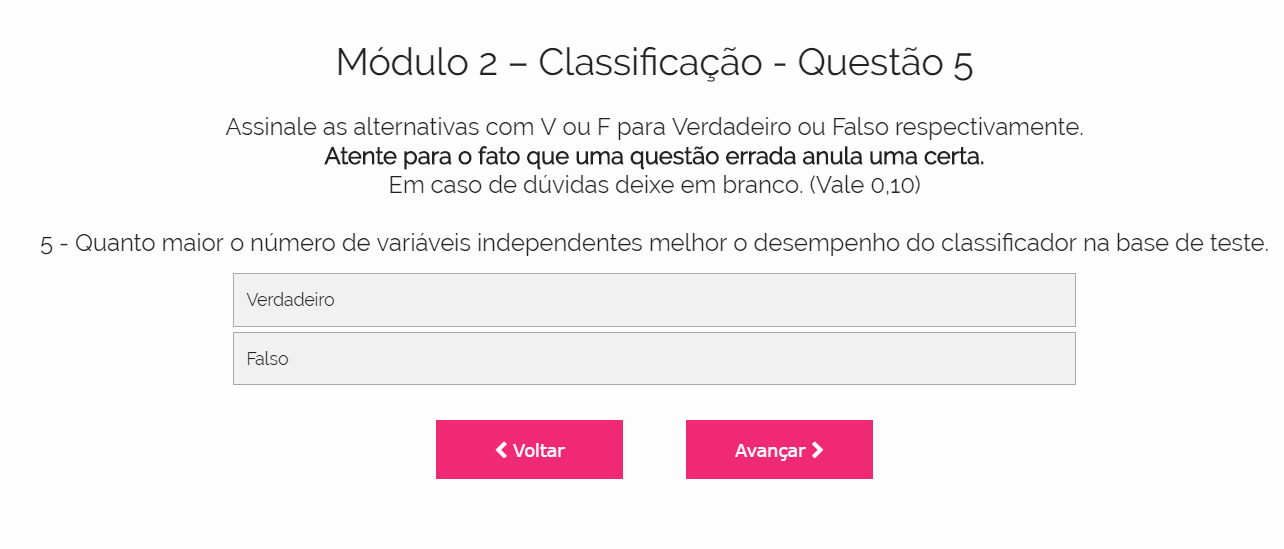 Módulo 2 – Classificação - Questão 5
Assinale as alternativas com V ou F para Verdadeiro ou Falso respectivamente.
Atente para o fato que uma questão errada anula uma certa.
Em caso de dúvidas deixe em branco. (Vale 0,10)
5 - Quanto maior o número de variáveis independentes melhor o desempenho do classificador na base de teste.
Verdadeiro
Falso
Voltar
Avançar